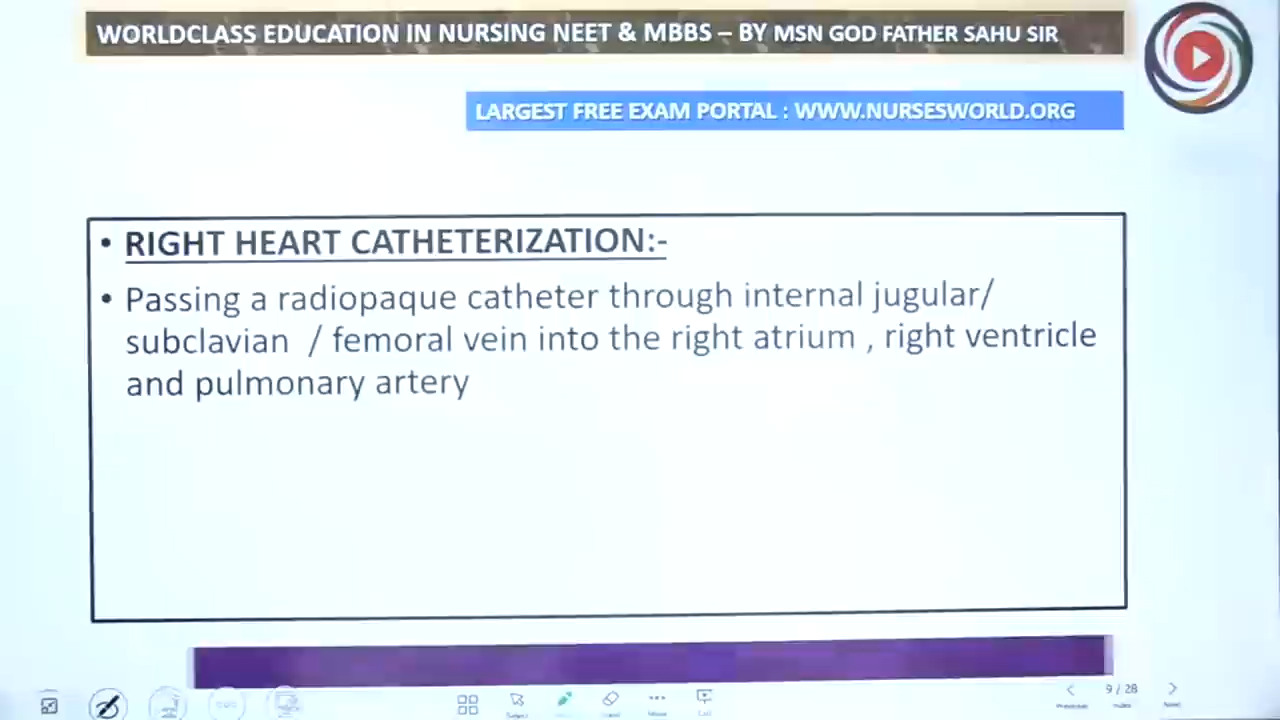 WORLDCLASS EDUCATION IN NURSING NEET & MBBS – BY MSN GOD FATHER SAHU SIR
LARGEST FREE EXAM PORTAL : WWW.NURSESWORLD.ORG
• RIGHT HEART CATHETERIZATION:-
• Passing a radiopaque catheter through internal jugular/
subclavian / femoral vein into the right atrium , right ventricle
and pulmonary artery
9 / 28